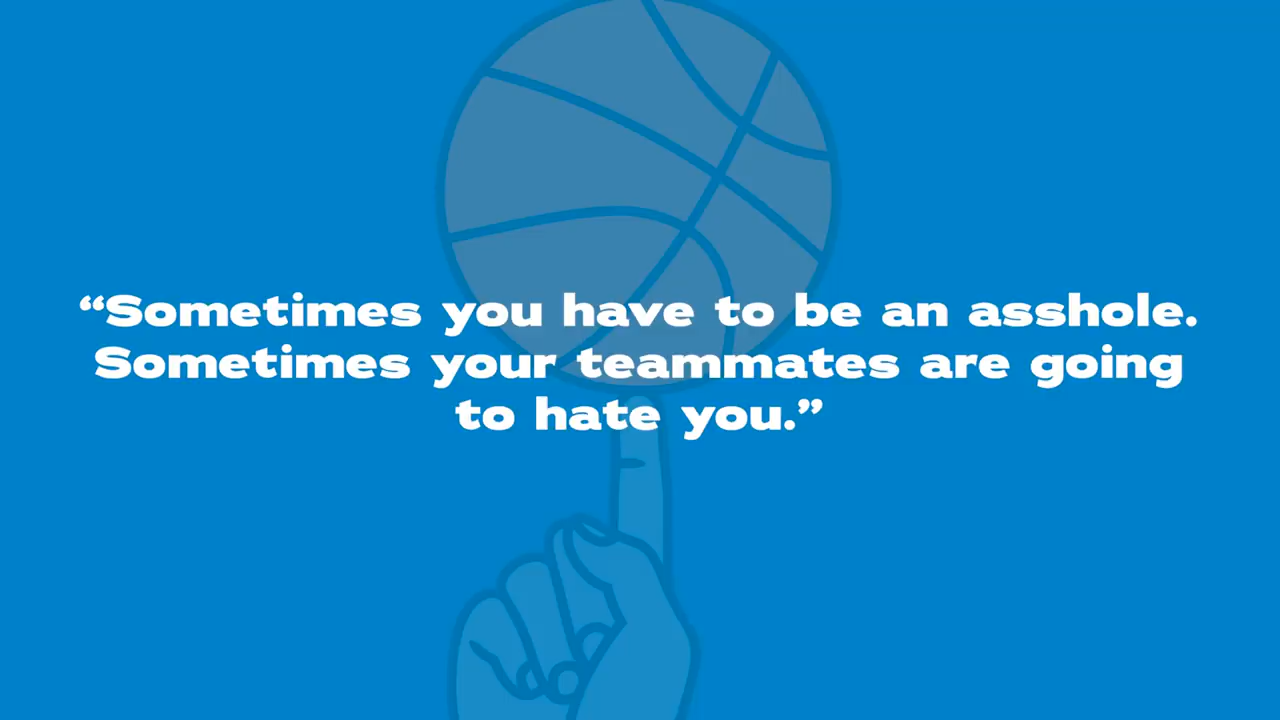 “Sometimes you have to be an asshole.
Sometimes your teammates are going
to hate you.”